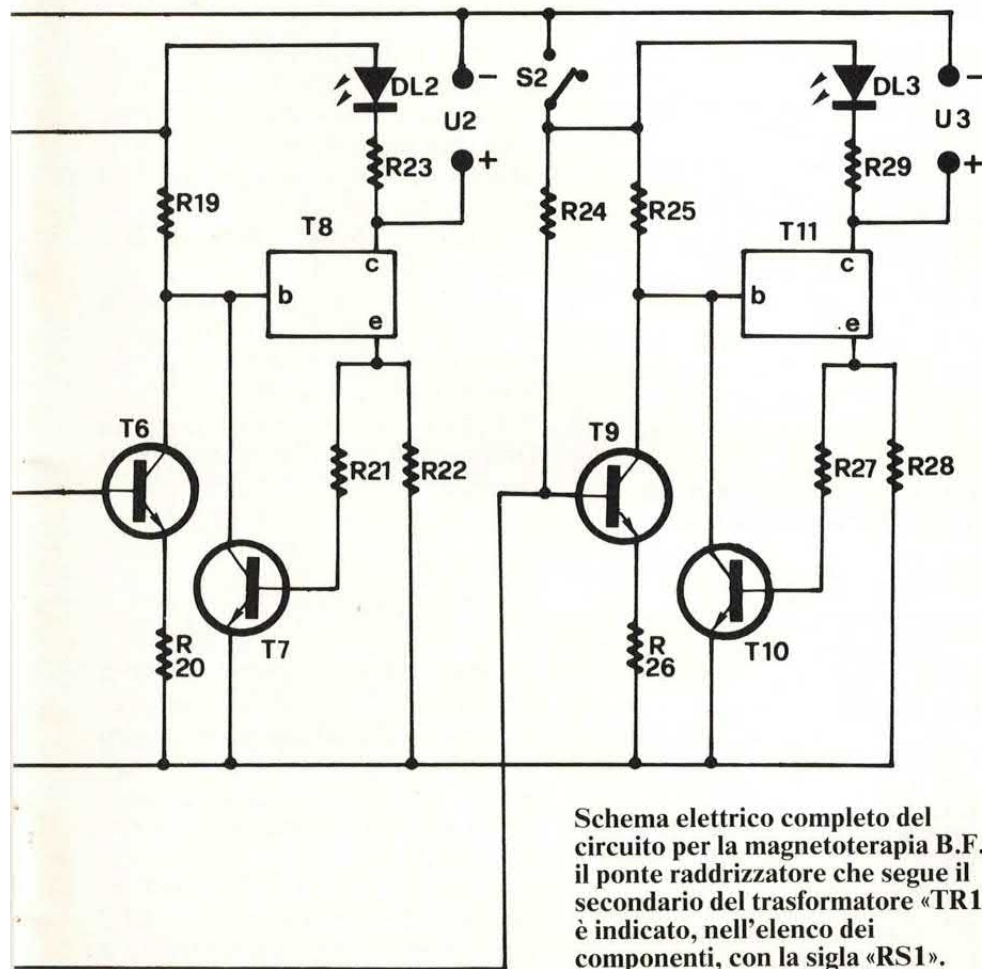 DL2
−
S2
DL3
−
U2
U3
R23
+
R29
+
R19
R24
R25
T8
T11
c
c
b
b
e
e
T6
T9
R21
R22
R27
R28
R
20
T7
R
26
T10
Schema elettrico completo del
circuito per la magnetoterapia B.F.
il ponte raddrizzatore che segue il
secondario del trasformatore «TR1
è indicato, nell'elenco dei
componenti, con la sigla «RS1».